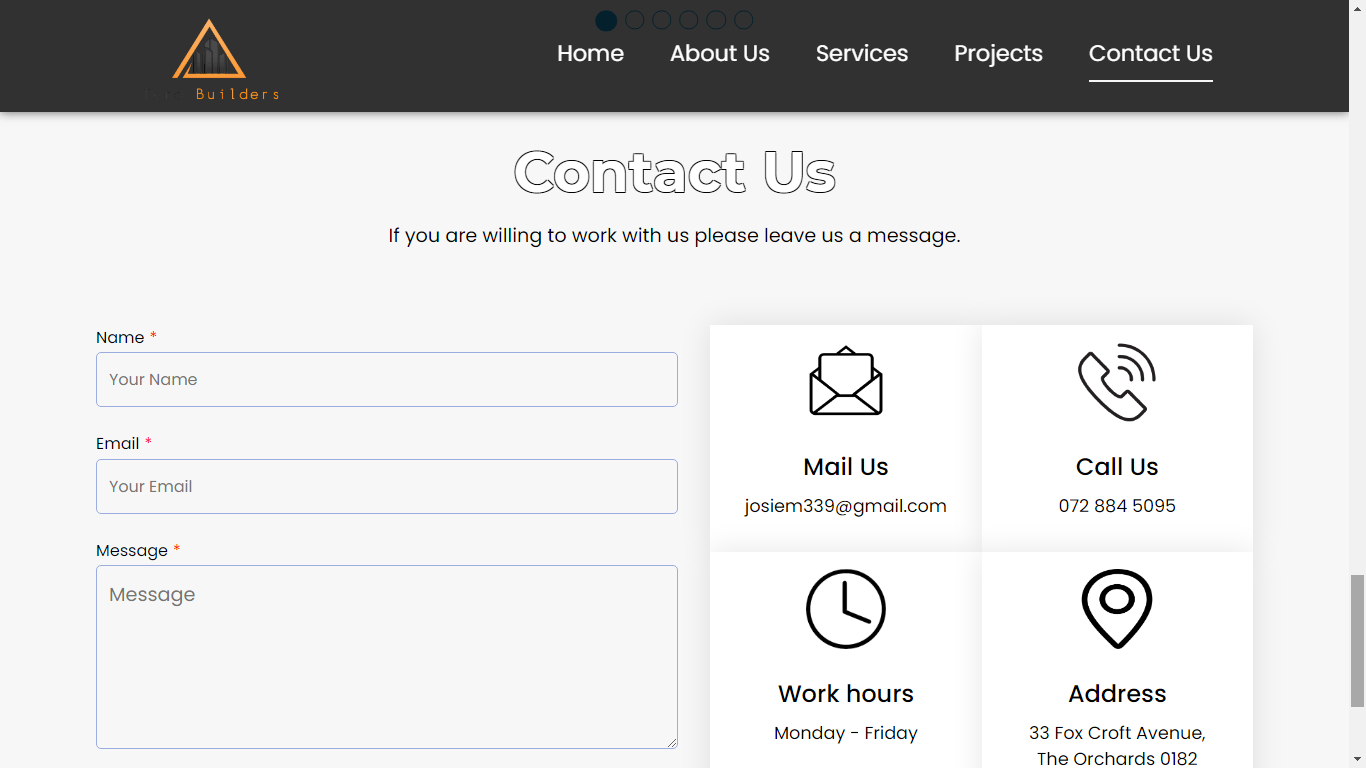 Home About Us Services Projects Contact Us
Builders
Contact Us
If you are willing to work with us please leave us a message.
Name *
Your Name
Email *
Your Email
Message *
Message
Mail Us
josiem339@gmail.com
Call Us
072 884 5095
Work hours
Monday - Friday
Address
33 Fox Croft Avenue,
The Orchards 0182